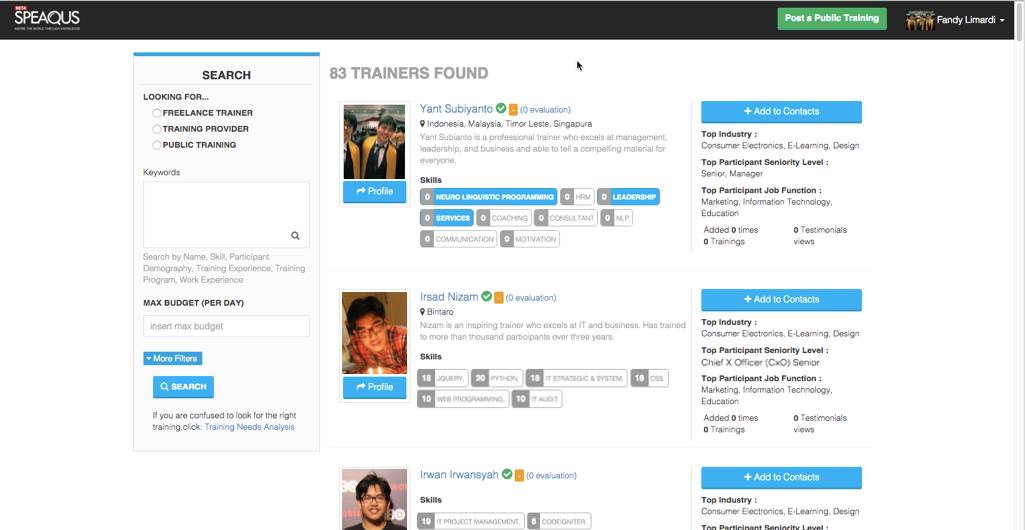 BETA
SPEAQUS
INSPIRE THE WORLD THROUGH KNOWLEDGE
Post a Public Training
Fandy Limardi
SEARCH
LOOKING FOR...
FREELANCE TRAINER
TRAINING PROVIDER
PUBLIC TRAINING
Keywords
Search by Name, Skill, Participant
Demography, Training Experience, Training
Program, Work Experience
MAX BUDGET (PER DAY)
insert max budget
More Filters
SEARCH
If you are confused to look for the right
training,click: Training Needs Analysis
83 TRAINERS FOUND
Yant Subiyanto - (0 evaluation)
Indonesia, Malaysia, Timor Leste, Singapura
Yant Subianto is a professional trainer who excels at management,
leadership, and business and able to tell a compelling material for
everyone.
Profile
Skills
0 NEURO LINGUISTIC PROGRAMMING 0 HRM 0 LEADERSHIP
0 SERVICES 0 COACHING 0 CONSULTANT 0 NLP
0 COMMUNICATION 0 MOTIVATION
+ Add to Contacts
Top Industry :
Consumer Electronics, E-Learning, Design
Top Participant Seniority Level :
Senior, Manager
Top Participant Job Function :
Marketing, Information Technology,
Education
Added 0 times 0 Testimonials
0 Trainings views
Irsad Nizam - (0 evaluation)
Bintaro
Nizam is an inspiring trainer who excels at IT and business. Has trained
to more than thousand participants over three years.
Profile
Skills
18 JQUERY, 20 PYTHON, 18 IT STRATEGIC & SYSTEM, 18 CSS,
10 WEB PROGRAMMING, 10 IT AUDIT
+ Add to Contacts
Top Industry :
Consumer Electronics, E-Learning, Design
Top Participant Seniority Level :
Chief X Officer (CxO) Senior
Top Participant Job Function :
Marketing, Information Technology,
Education
Added 0 times 0 Testimonials
0 Trainings views
Irwan Irwansyah - (0 evaluation)
Skills
19 IT PROJECT MANAGEMENT, 8 CODEIGNITER,
+ Add to Contacts
Top Industry :
Consumer Electronics, E-Learning, Design
Top Participant Seniority Level :